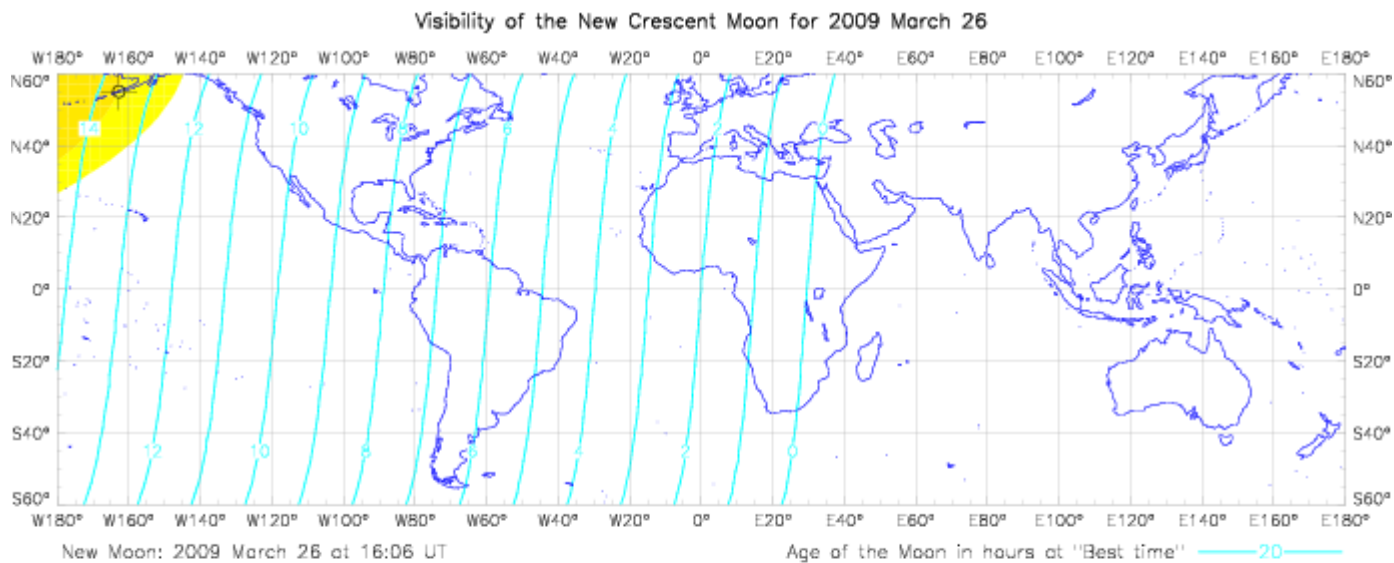 Visibility of the New Crescent Moon for 2009 March 26
W180° W160° W140° W120° W100° W80° W60° W40° W20° 0° E20° E40° E60° E80° E100° E120° E140° E160° E180°
N60° N60°
14 12 10 8 6 4 2 0
N40° N40°
N20° N20°
0° 0°
S20° S20°
S40° S40°
12 10 8 6 4 2 0
S60° S60°
W180° W160° W140° W120° W100° W80° W60° W40° W20° 0° E20° E40° E60° E80° E100° E120° E140° E160° E180°
New Moon: 2009 March 26 at 16:06 UT
Age of the Moon in hours at "Best time" 20